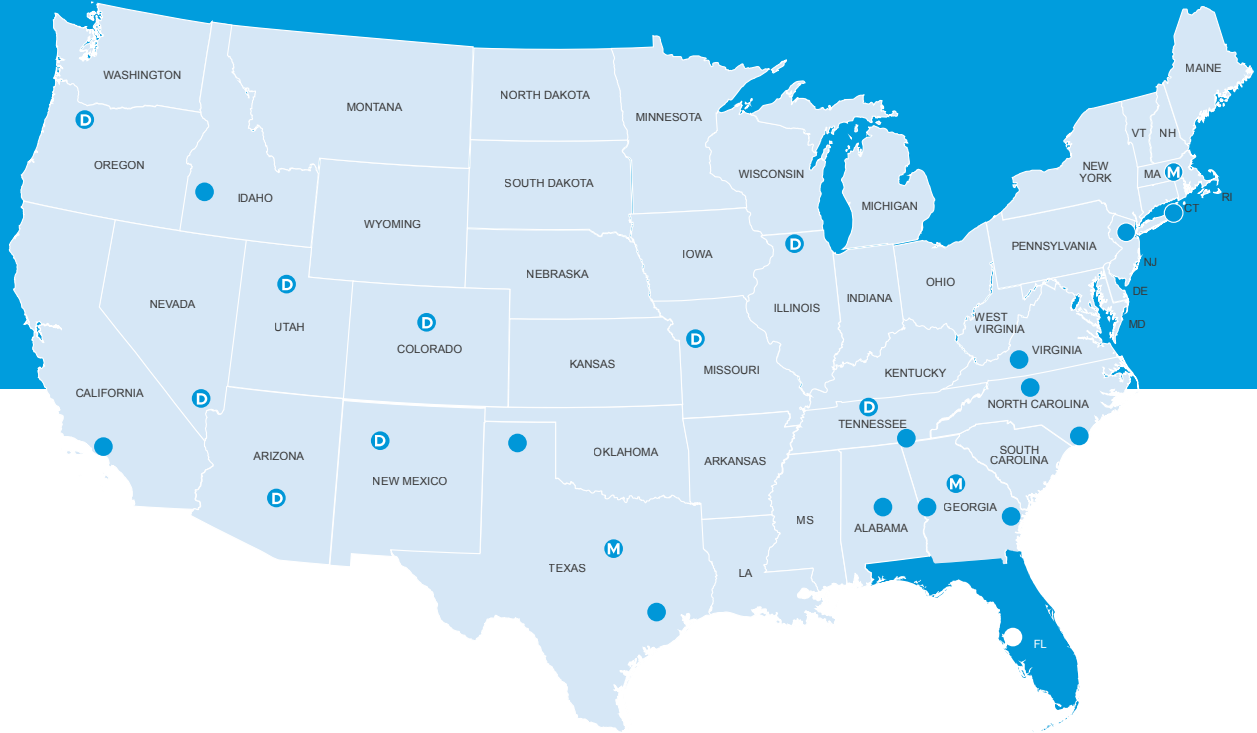 WASHINGTON
MONTANA
NORTH DAKOTA
MINNESOTA
MAINE
D
OREGON
IDAHO
SOUTH DAKOTA
WISCONSIN
MICHIGAN
NEW
YORK
VT
NH
MA
M
CT
RI
WYOMING
IOWA
D
PENNSYLVANIA
NJ
NEVADA
D
UTAH
D
COLORADO
NEBRASKA
ILLINOIS
INDIANA
OHIO
DE
MD
WEST
VIRGINIA
VIRGINIA
KANSAS
D
MISSOURI
KENTUCKY
CALIFORNIA
D
D
TENNESSEE
NORTH CAROLINA
ARIZONA
D
D
NEW MEXICO
OKLAHOMA
ARKANSAS
SOUTH
CAROLINA
M
GEORGIA
MS
ALABAMA
TEXAS
M
LA
FL